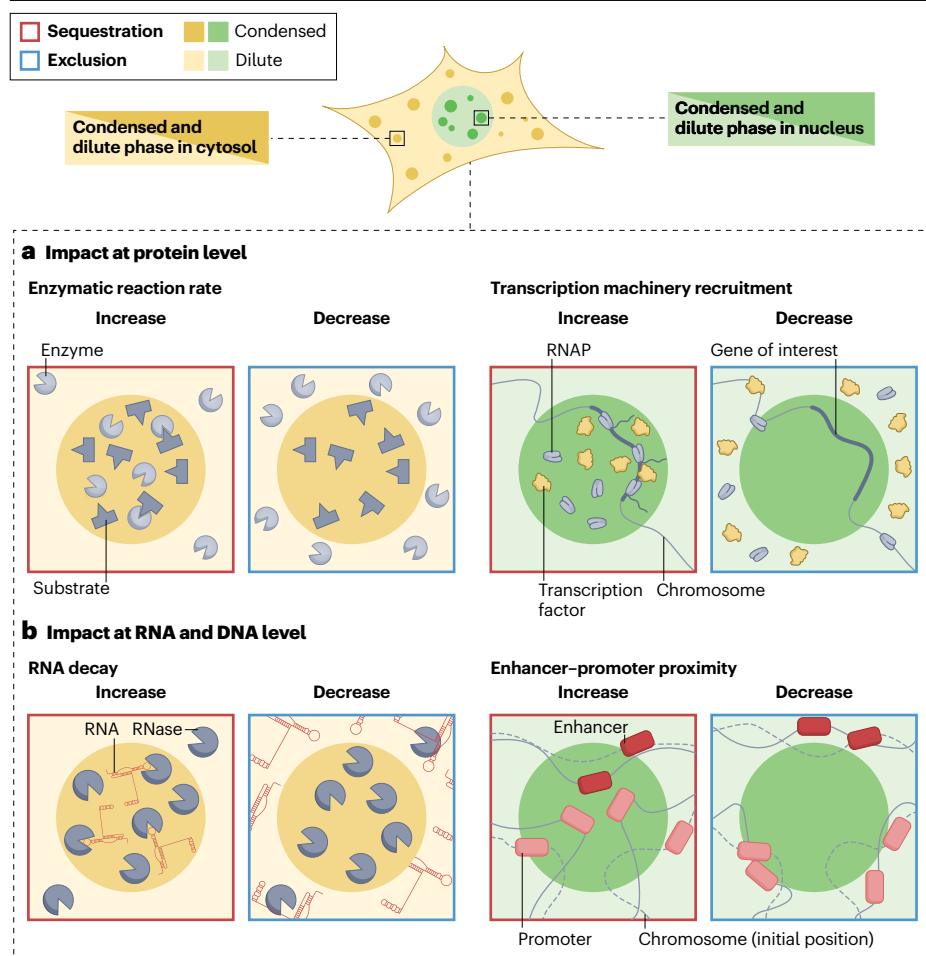 Sequestration
Condensed
Exclusion
Dilute
Condensed and
dilute phase in cytosol
Condensed and
dilute phase in nucleus
a Impact at protein level
Enzymatic reaction rate
Transcription machinery recruitment
Increase
Decrease
Increase
Decrease
Enzyme
RNAP
Gene of interest
Substrate
Transcription
factor
Chromosome
b Impact at RNA and DNA level
RNA decay
Enhancer–promoter proximity
Increase
Decrease
Increase
Decrease
RNA
RNase
Enhancer
Promoter
Chromosome (initial position)